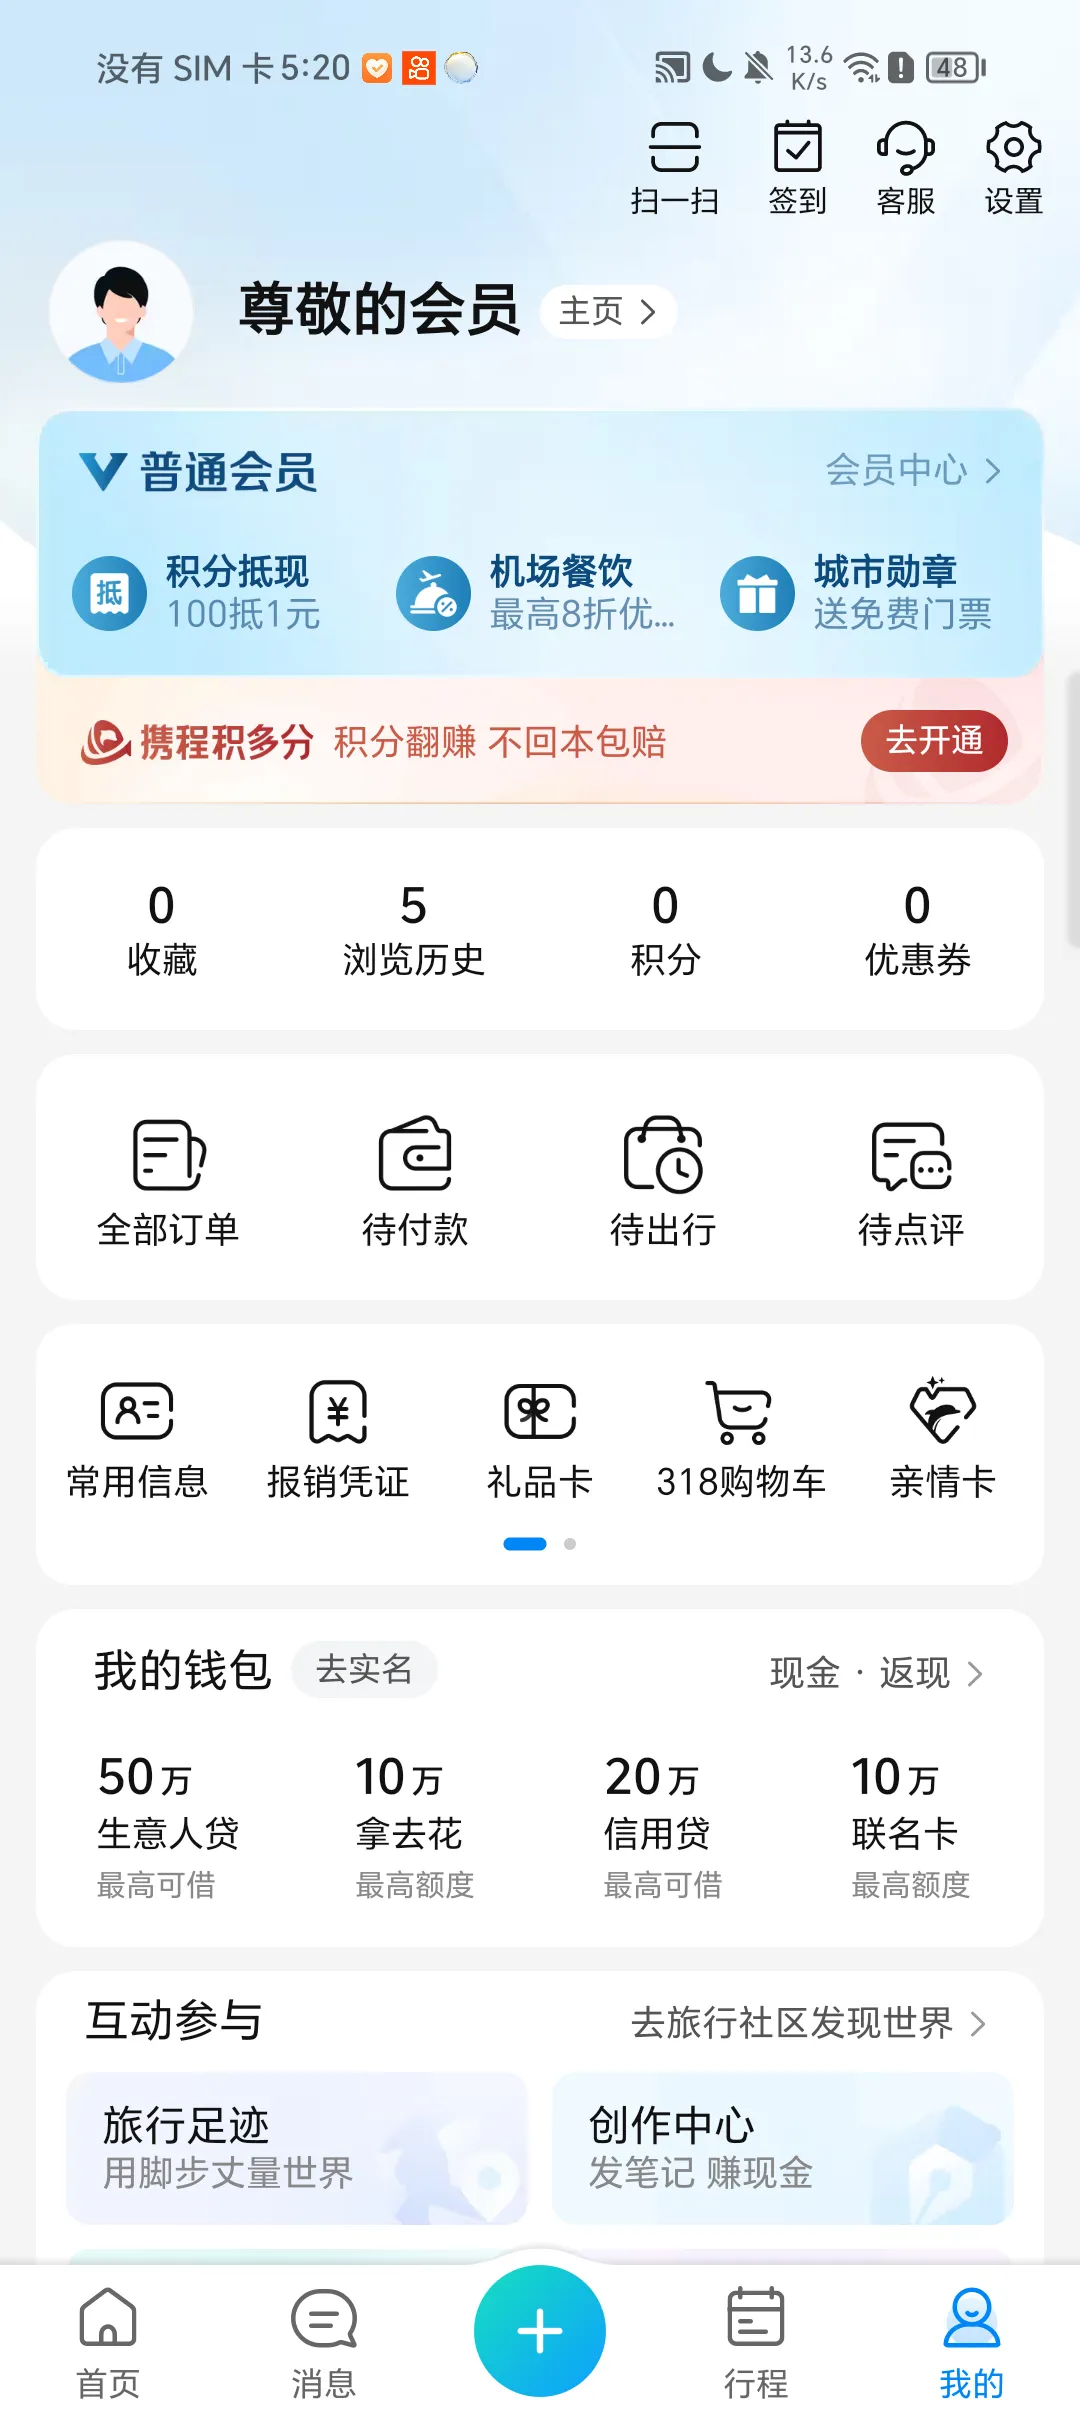 没有 SIM 卡 5:20
13.6 K/s
48
扫一扫 签到 客服 设置
尊敬的会员 主页
普通会员 会员中心
抵 积分抵现 机场餐饮 城市勋章
100抵1元 最高8折优... 送免费门票
携程积多分 积分翻赚 不回本包赔 去开通
0 5 0 0
收藏 浏览历史 积分 优惠券
全部订单 待付款 待出行 待点评
常用信息 报销凭证 礼品卡 318购物车 亲情卡
我的钱包 去实名 现金 · 返现
50万 10万 20万 10万
生意人贷 拿去花 信用贷 联名卡
最高可借 最高额度 最高可借 最高额度
互动参与 去旅行社区发现世界
旅行足迹 创作中心
用脚步丈量世界 发笔记 赚现金
首页 消息 行程 我的